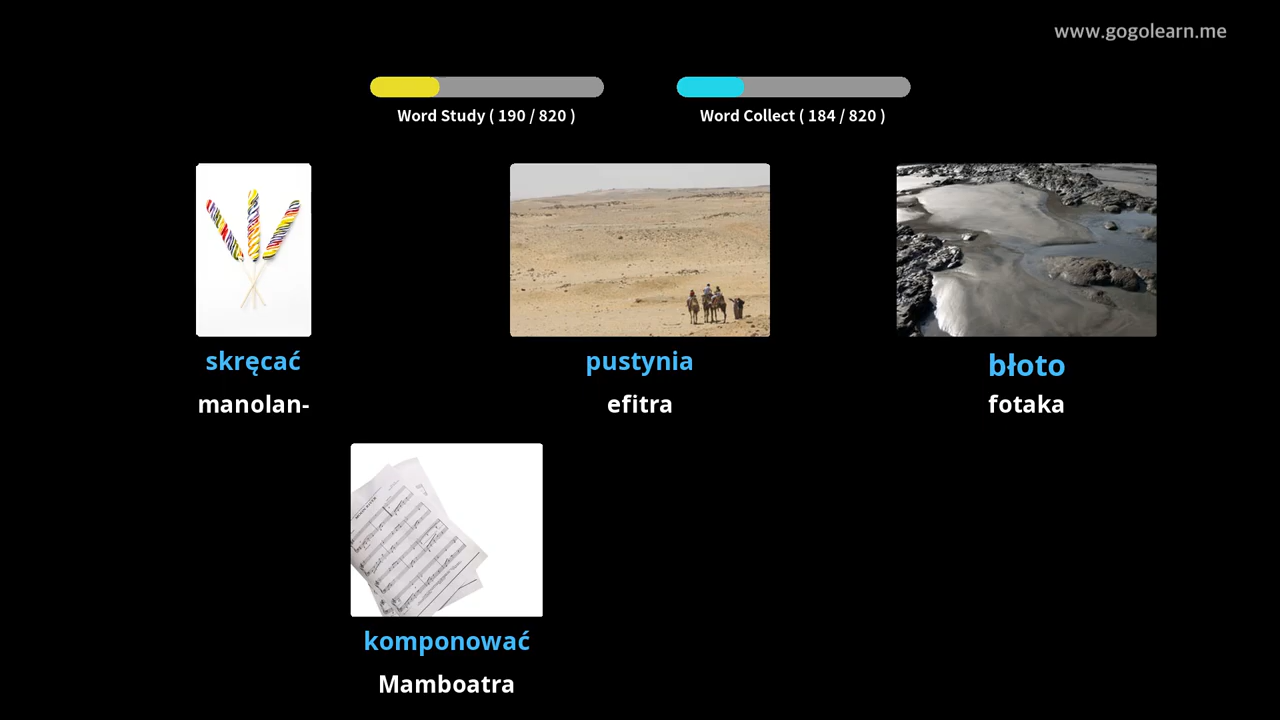 www.gogolearn.me
Word Study ( 190 / 820 )
Word Collect ( 184 / 820 )
skręcać
pustynia
błoto
manolan-
efitra
fotaka
komponować
Mamboatra